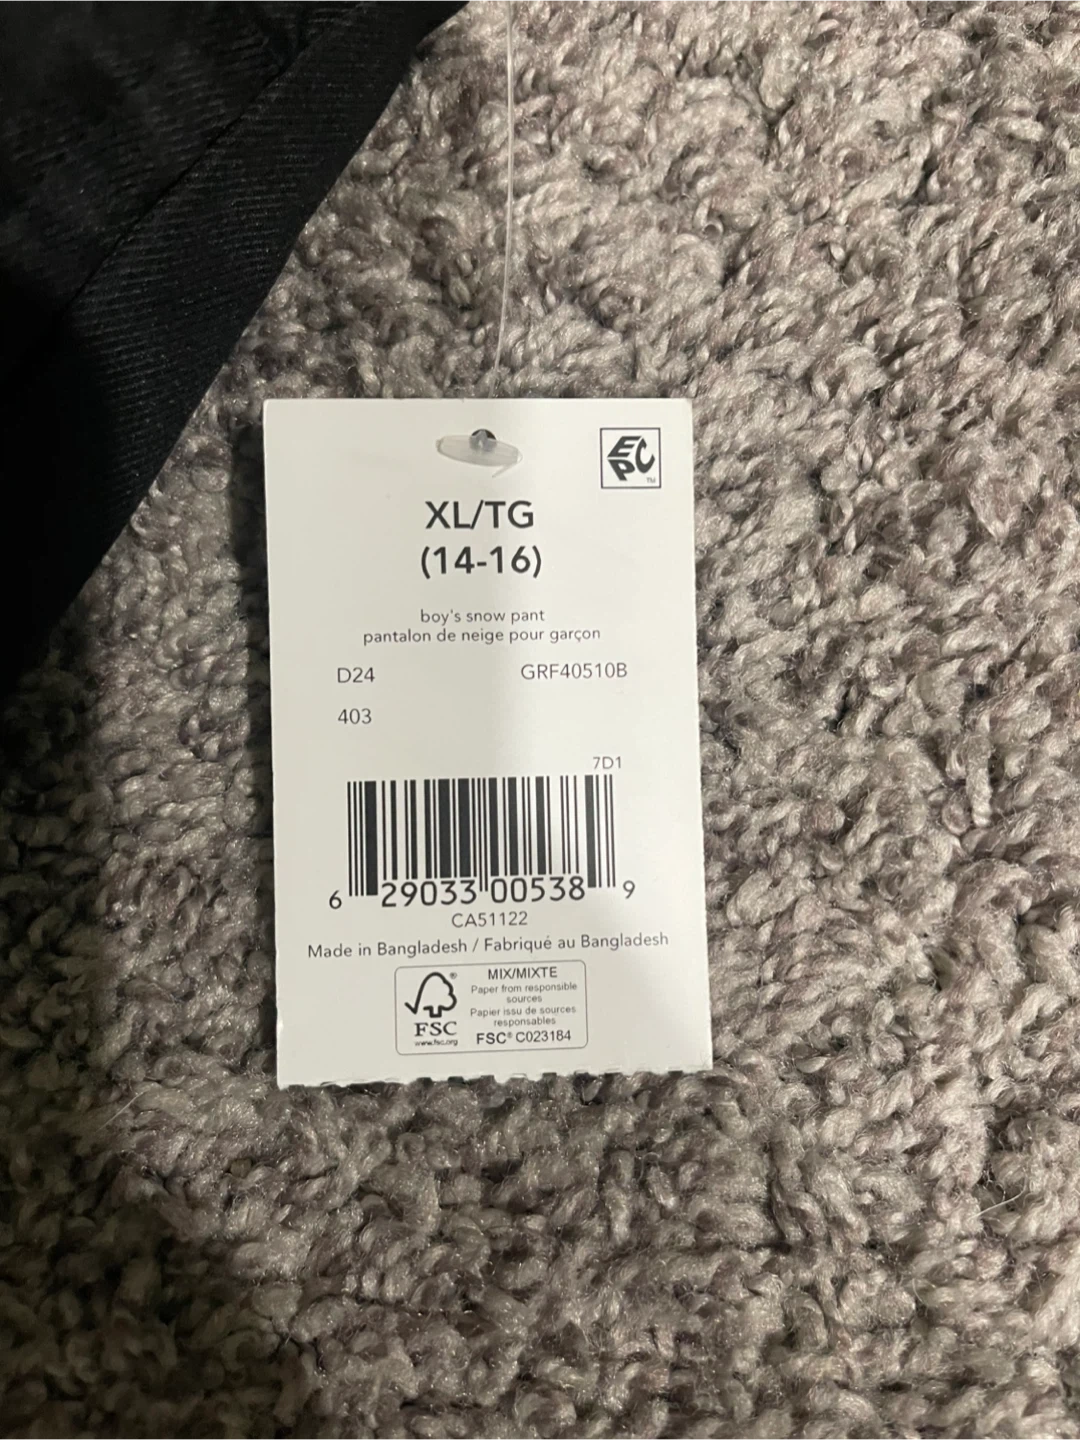 EPC
TM
XL/TG
(14-16)
boy's snow pant
pantalon de neige pour garçon
D24 GRF40510B
403
7D1
6 29033 00538 9
CA51122
Made in Bangladesh / Fabriqué au Bangladesh
FSC®
www.fsc.org
MIX/MIXTE
Paper from responsible
sources
Papier issu de sources
responsables
FSC® C023184